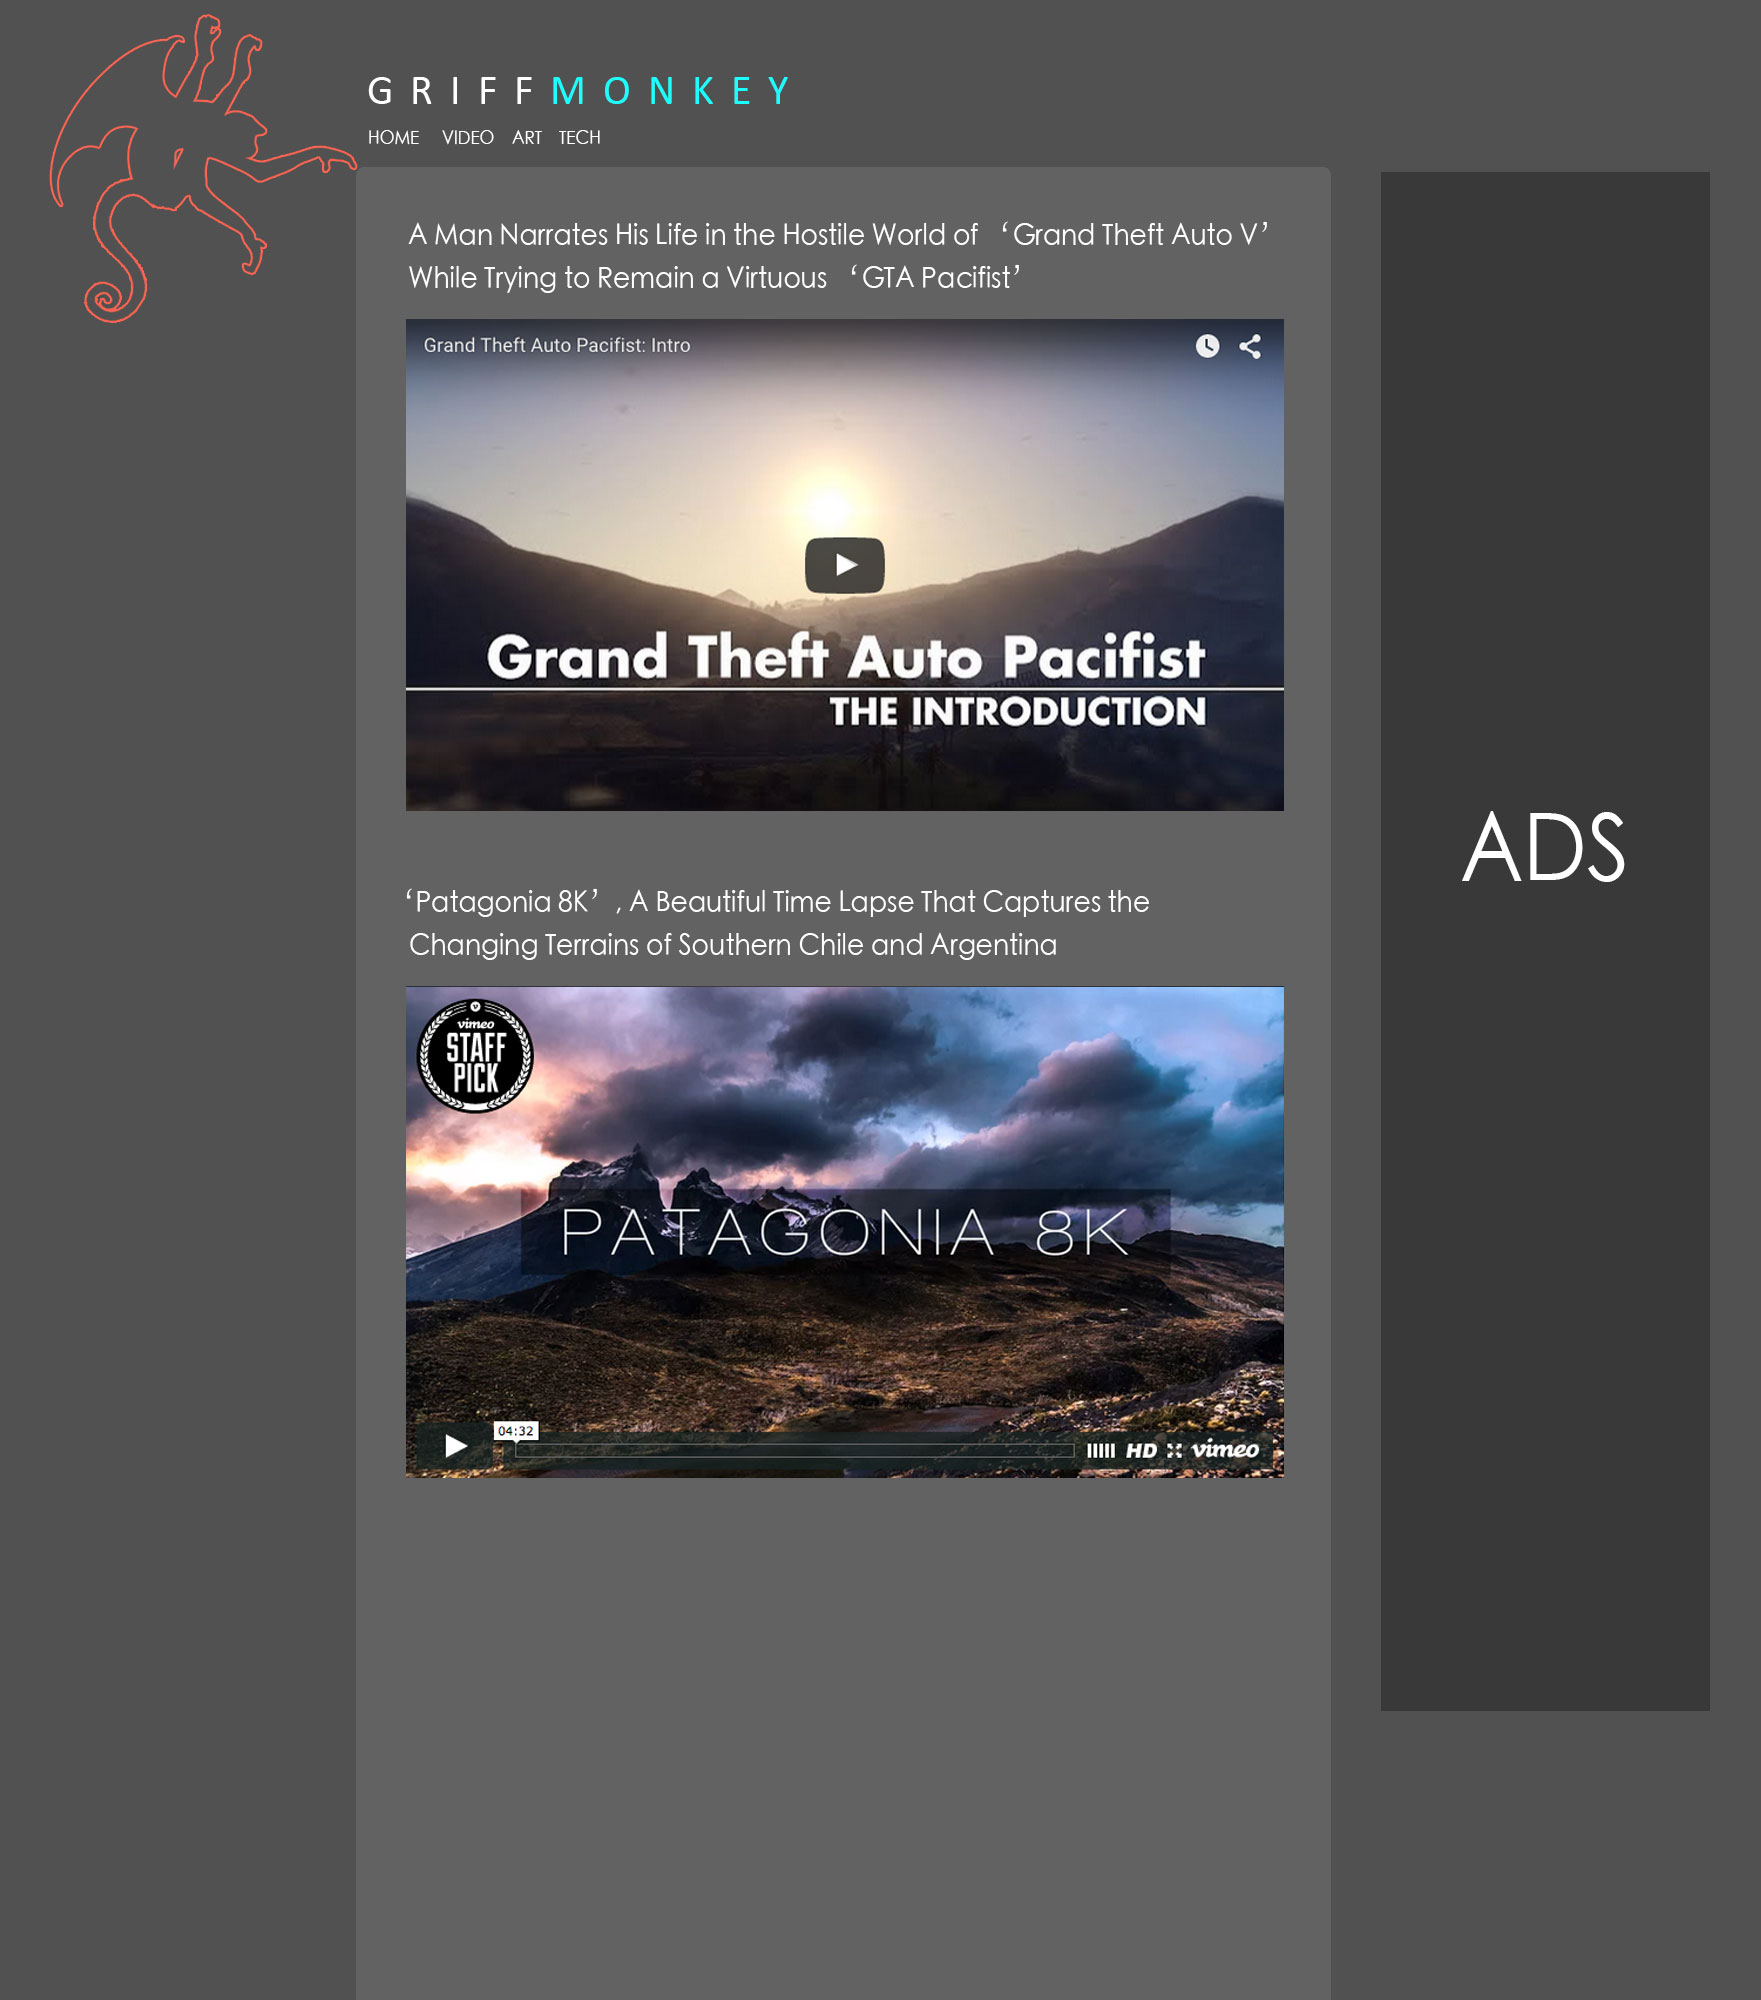 GRIFFMONKEY
HOME VIDEO ART TECH
A Man Narrates His Life in the Hostile World of ‘Grand Theft Auto V’
While Trying to Remain a Virtuous ‘GTA Pacifist’
Grand Theft Auto Pacifist: Intro
Grand Theft Auto Pacifist
THE INTRODUCTION
ADS
‘Patagonia 8K’, A Beautiful Time Lapse That Captures the
Changing Terrains of Southern Chile and Argentina
vimeo
STAFF
PICK
PATAGONIA 8K
04:32
HD vimeo